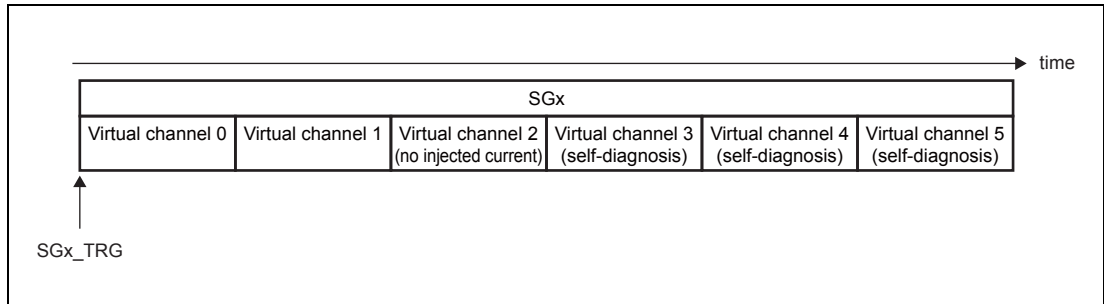 time
SGx
Virtual channel 0 Virtual channel 1 Virtual channel 2 Virtual channel 3 Virtual channel 4 Virtual channel 5
(no injected current) (self-diagnosis) (self-diagnosis) (self-diagnosis)
SGx_TRG